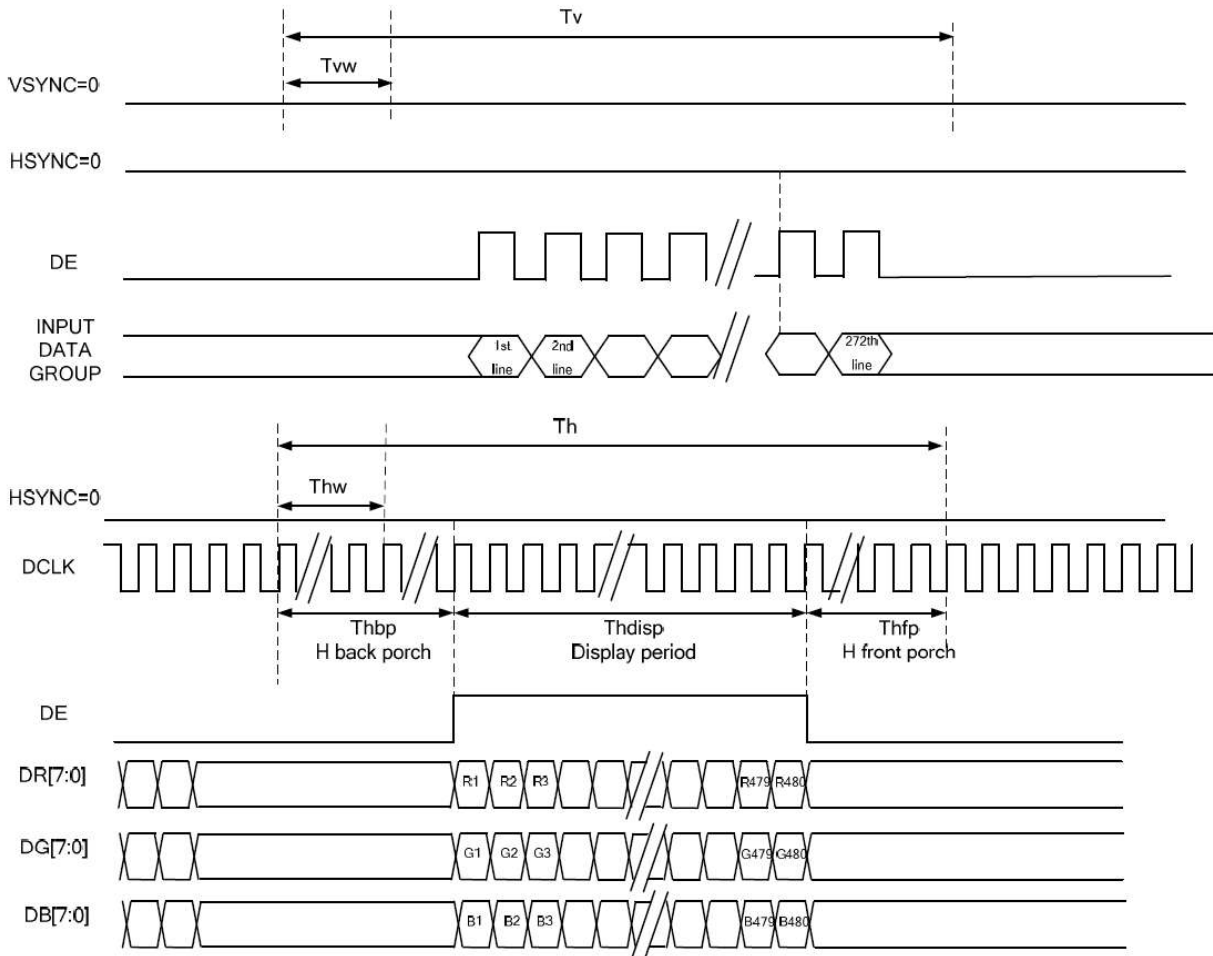 Tv
Tvw
VSYNC=0
HSYNC=0
DE
INPUT
DATA
GROUP
1st
line
2nd
line
272th
line
Th
HSYNC=0
Thw
DCLK
Thbp
H back porch
Thdisp
Display period
Thfp
H front porch
DE
DR[7:0]
R1 R2 R3 R479 R480
DG[7:0]
G1 G2 G3 G479 G480
DB[7:0]
B1 B2 B3 B479 B480